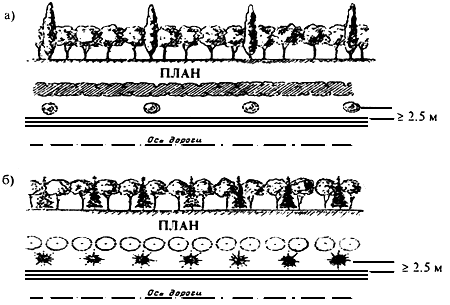 а)
ПЛАН
≥ 2.5 м
Ось дороги
б)
ПЛАН
≥ 2.5 м
Ось дороги